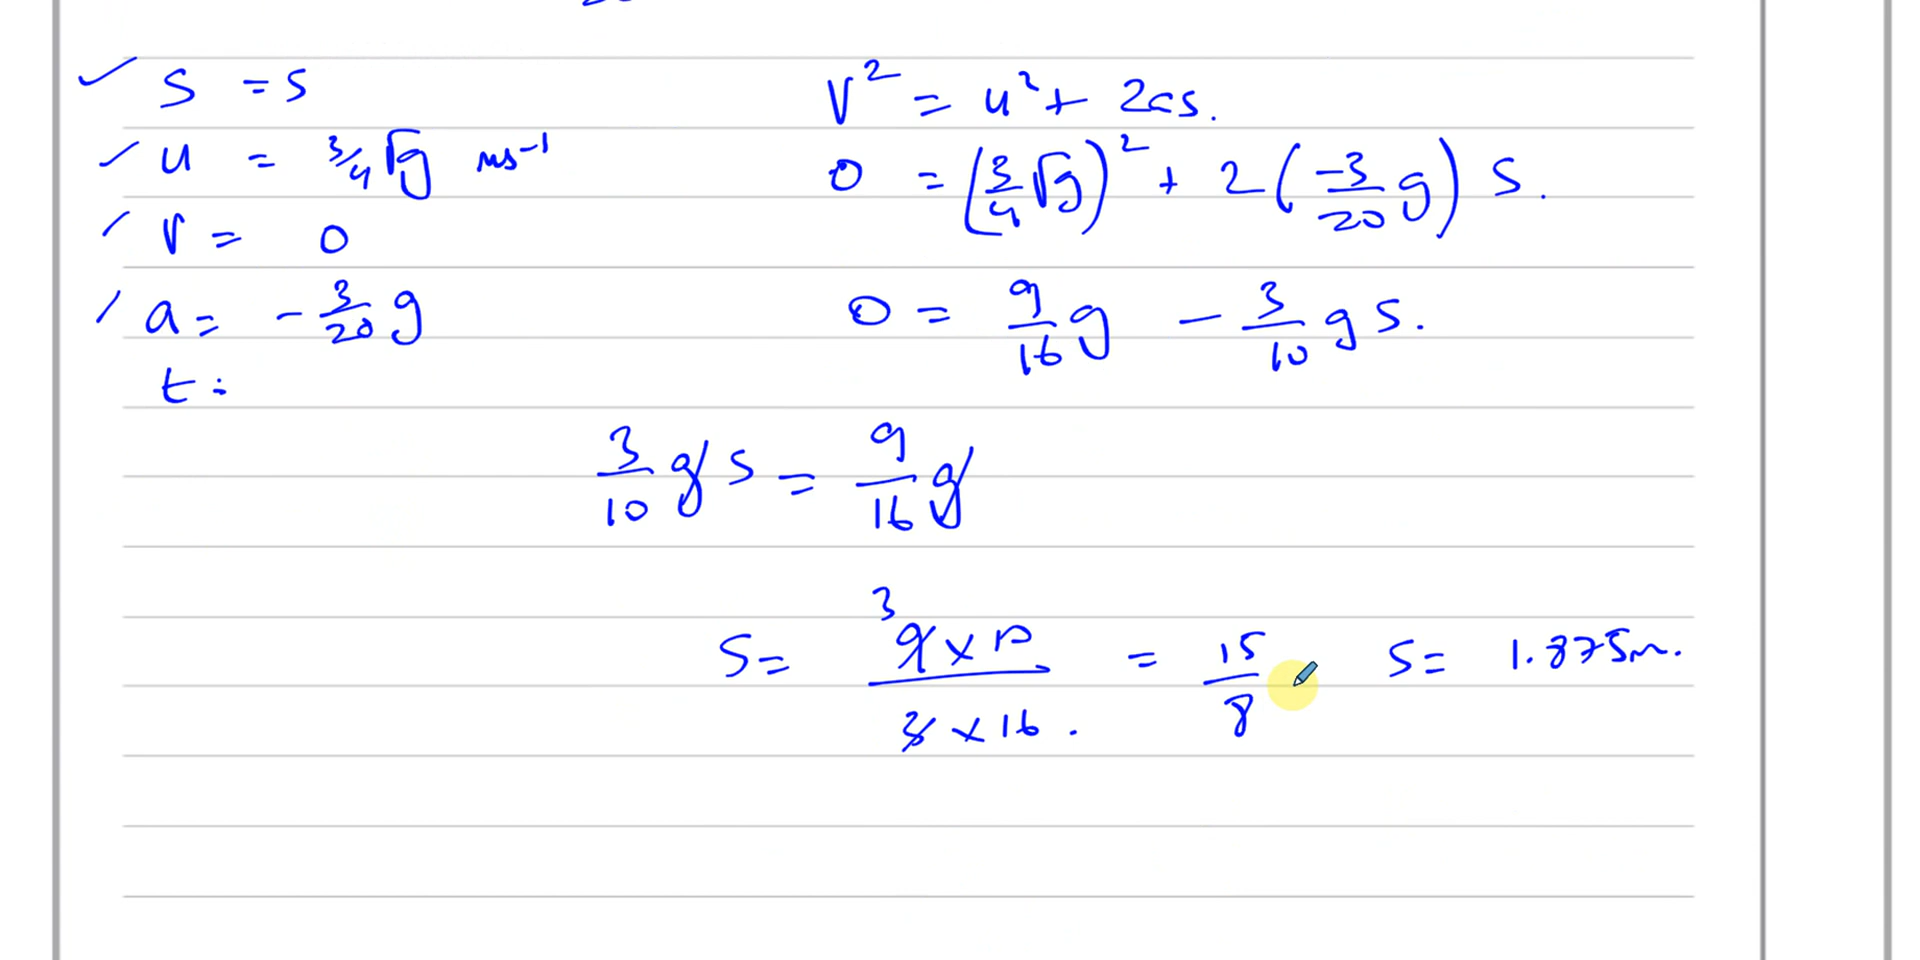 S = s
u = 3/4 √g ms⁻¹
V = 0
a = - 3/20 g
t =
V² = u² + 2as.
0 = (3/4 √g)² + 2(-3/20 g) s.
0 = 9/16 g - 3/10 g s.
3/10 g s = 9/16 g
S = 3 9 × 10 / 3 × 16. = 15/8 S = 1.875m.